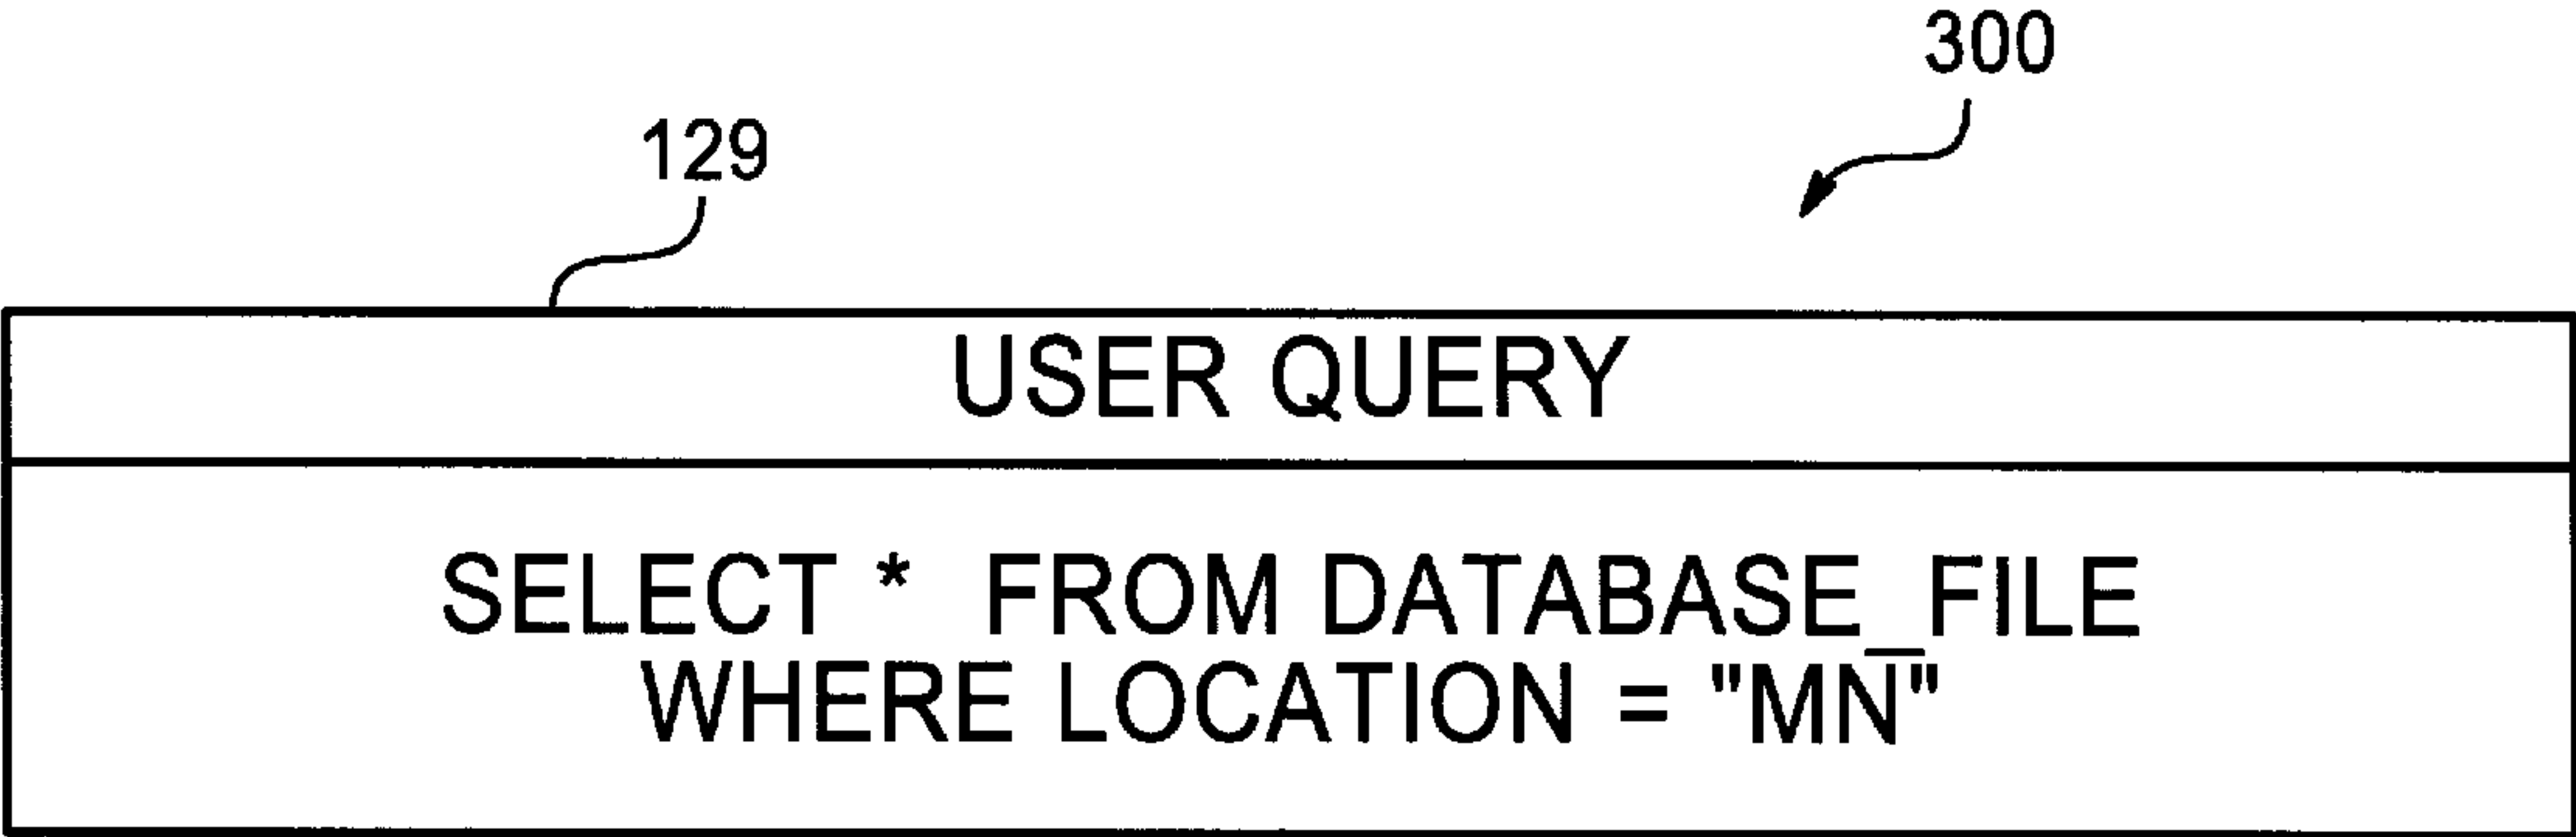 300
129
USER QUERY
SELECT * FROM DATABASE_FILE
WHERE LOCATION = "MN"